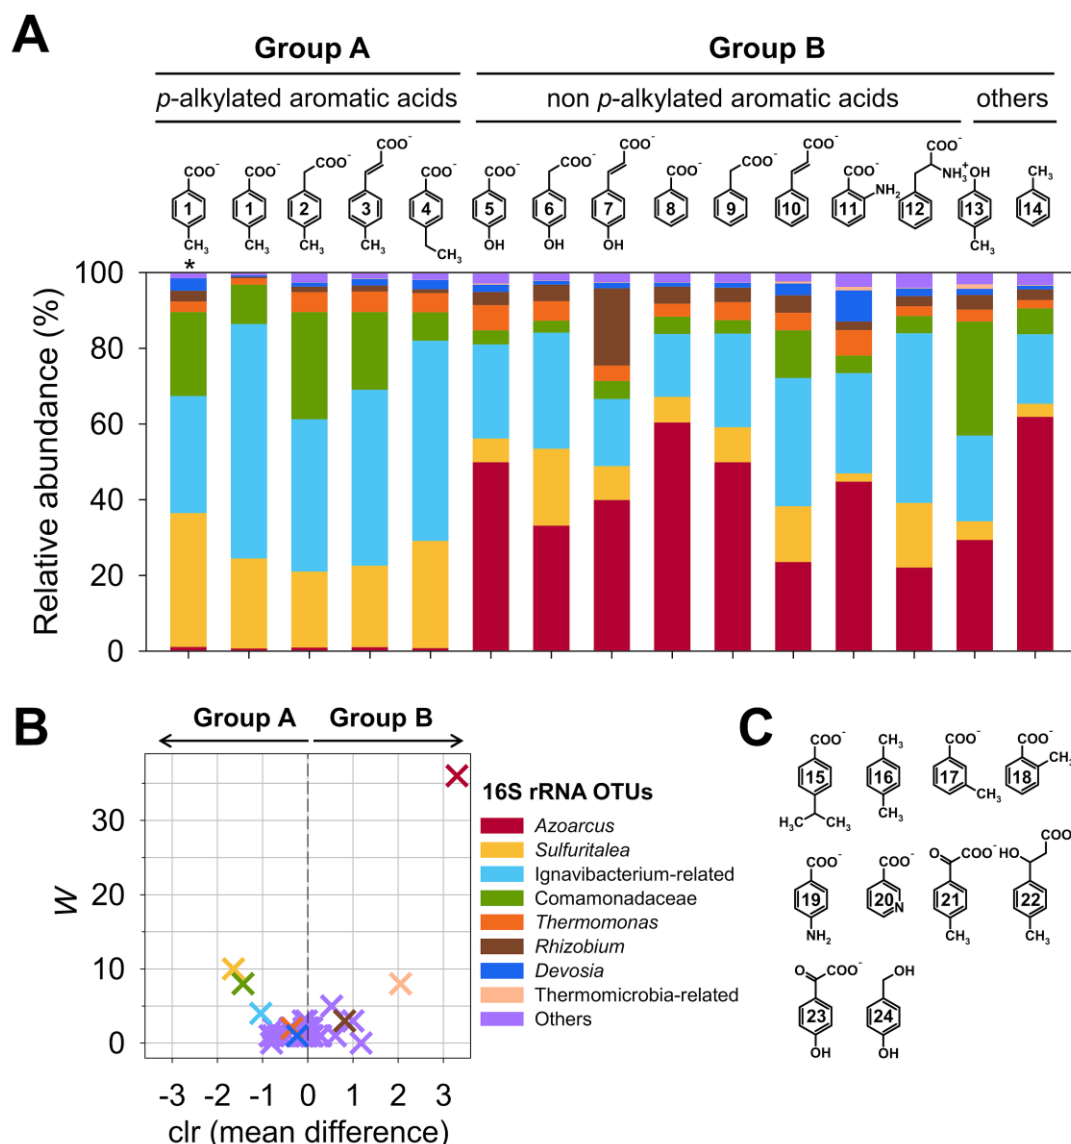 A
Group A
Group B
p-alkylated aromatic acids
non p-alkylated aromatic acids
others
COO⁻
1
CH₃
*
COO⁻
1
CH₃
COO⁻
2
CH₃
COO⁻
3
CH₃
COO⁻
4
CH₃
COO⁻
5
OH
COO⁻
6
OH
COO⁻
7
OH
COO⁻
8
COO⁻
9
COO⁻
10
COO⁻
11
NH₂
COO⁻
NH₃⁺
12
OH
13
CH₃
CH₃
14
Relative abundance (%)
100
80
60
40
20
0
B
Group A
Group B
W
30
20
10
0
-3 -2 -1 0 1 2 3
clr (mean difference)
16S rRNA OTUs
Azoarcus
Sulfuritalea
Ignavibacterium-related
Comamonadaceae
Thermomonas
Rhizobium
Devosia
Thermomicrobia-related
Others
C
COO⁻
15
H₃C CH₃
CH₃
16
CH₃
COO⁻
17
CH₃
COO⁻
CH₃
18
COO⁻
19
NH₂
COO⁻
20
N
O COO⁻
21
CH₃
COO
HO
22
CH₃
O COO⁻
23
OH
OH
24
OH